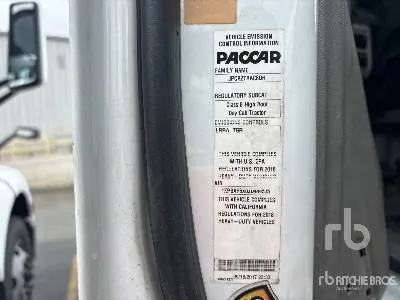 VEHICLE EMISSION
CONTROL INFORMATION
PACCAR
FAMILY NAME
REGULATORY SUBCAT
Class 8 High Roof
Day Cab Tractor
EMISSIONS CONTROLS
THIS VEHICLE COMPLIES
WITH U.S. EPA
REGULATIONS FOR 2018
HEAVY-DUTY VEHICLES
VIN
THIS VEHICLE COMPLIES
WITH CALIFORNIA
REGULATIONS FOR 2018
HEAVY-DUTY VEHICLES
rb
RITCHIE BROS.